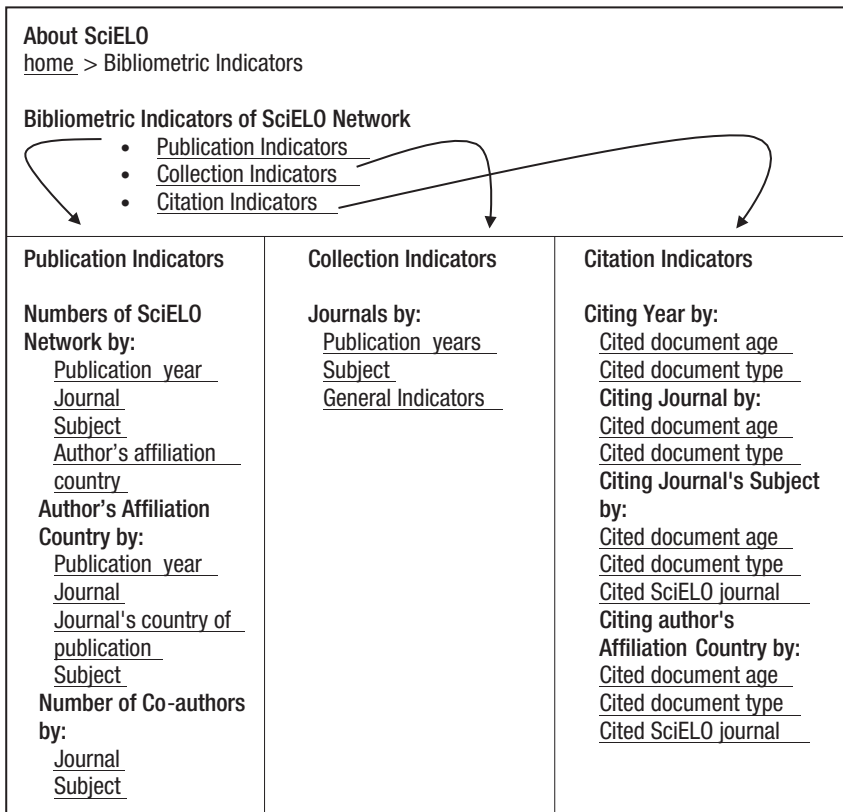 About SciELO
home > Bibliometric Indicators
Bibliometric Indicators of SciELO Network
• Publication Indicators
• Collection Indicators
• Citation Indicators
Publication Indicators
Numbers of SciELO
Network by:
Publication year
Journal
Subject
Author's affiliation
country
Author's Affiliation
Country by:
Publication year
Journal
Journal's country of
publication
Subject
Number of Co-authors
by:
Journal
Subject
Collection Indicators
Journals by:
Publication years
Subject
General Indicators
Citation Indicators
Citing Year by:
Cited document age
Cited document type
Citing Journal by:
Cited document age
Cited document type
Citing Journal's Subject
by:
Cited document age
Cited document type
Cited SciELO journal
Citing author's
Affiliation Country by:
Cited document age
Cited document type
Cited SciELO journal